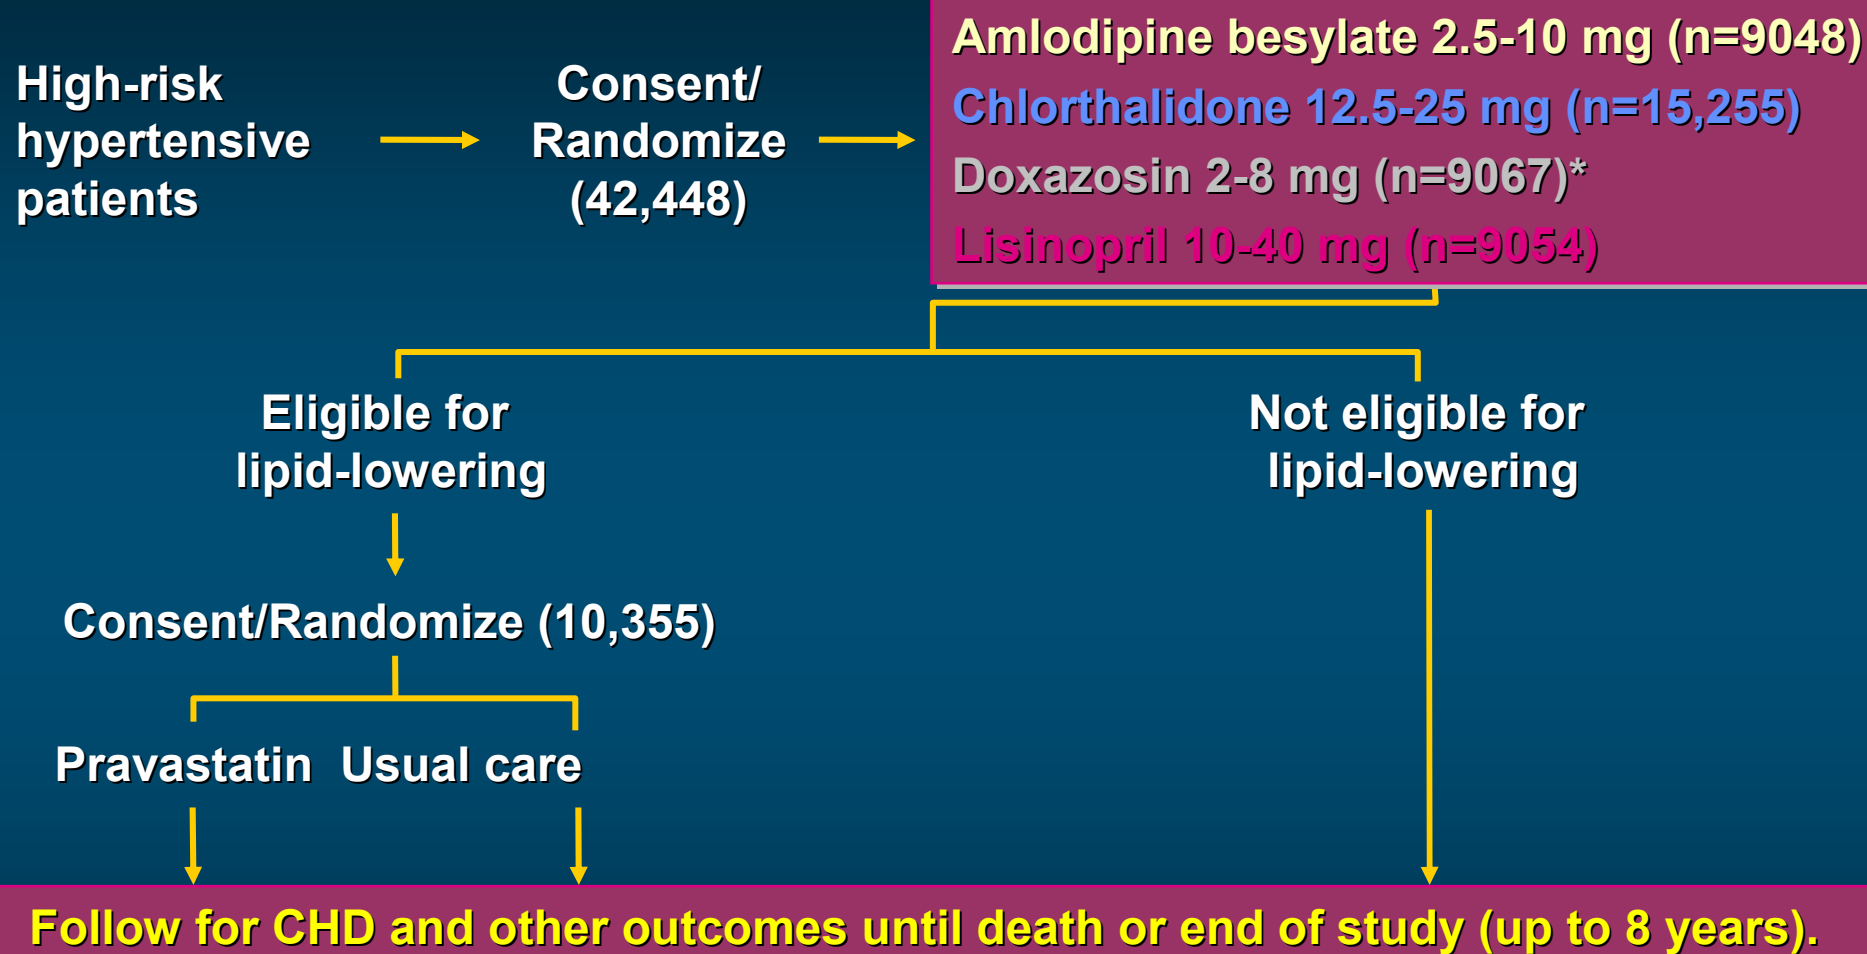 High-risk
hypertensive
patients
Consent/
Randomize
(42,448)
Amlodipine besylate 2.5-10 mg (n=9048)
Chlorthalidone 12.5-25 mg (n=15,255)
Doxazosin 2-8 mg (n=9067)*
Lisinopril 10-40 mg (n=9054)
Eligible for
lipid-lowering
Not eligible for
lipid-lowering
Consent/Randomize (10,355)
Pravastatin Usual care
Follow for CHD and other outcomes until death or end of study (up to 8 years).